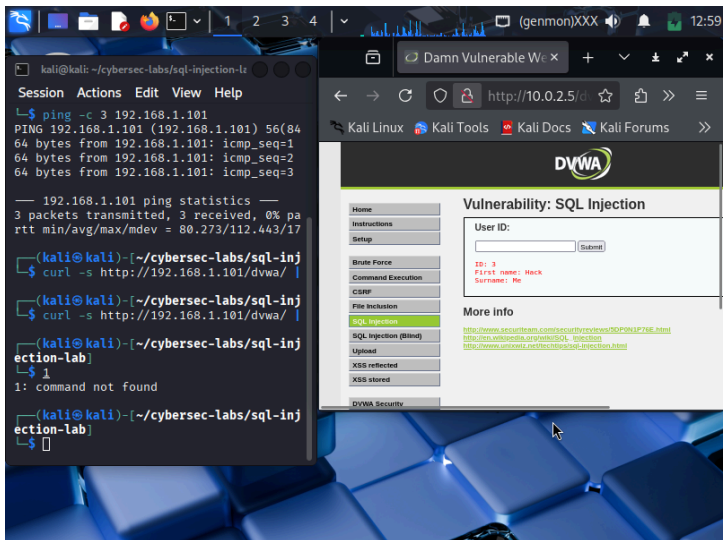 1 2 3 4 (genmon)XXX 12:59
kali@kali: ~/cybersec-labs/sql-injection-la
Session Actions Edit View Help
└─$ ping -c 3 192.168.1.101
PING 192.168.1.101 (192.168.1.101) 56(84
64 bytes from 192.168.1.101: icmp_seq=1
64 bytes from 192.168.1.101: icmp_seq=2
64 bytes from 192.168.1.101: icmp_seq=3
— 192.168.1.101 ping statistics —
3 packets transmitted, 3 received, 0% pa
rtt min/avg/max/mdev = 80.273/112.443/17
┌──(kali㉿kali)-[~/cybersec-labs/sql-inj
└─$ curl -s http://192.168.1.101/dvwa/ |
┌──(kali㉿kali)-[~/cybersec-labs/sql-inj
└─$ curl -s http://192.168.1.101/dvwa/ |
┌──(kali㉿kali)-[~/cybersec-labs/sql-inj
ection-lab]
└─$ 1
1: command not found
┌──(kali㉿kali)-[~/cybersec-labs/sql-inj
ection-lab]
└─$
Damn Vulnerable We
http://10.0.2.5/d
Kali Linux Kali Tools Kali Docs Kali Forums
DVWA
Home
Instructions
Setup
Brute Force
Command Execution
CSRF
File Inclusion
SQL Injection
SQL Injection (Blind)
Upload
XSS reflected
XSS stored
DVWA Security
Vulnerability: SQL Injection
User ID:
Submit
ID: 3
First name: Hack
Surname: Me
More info
http://www.securiteam.com/securityreviews/5DP0N1P76E.html
http://en.wikipedia.org/wiki/SQL_injection
http://www.unixwiz.net/techtips/sql-injection.html